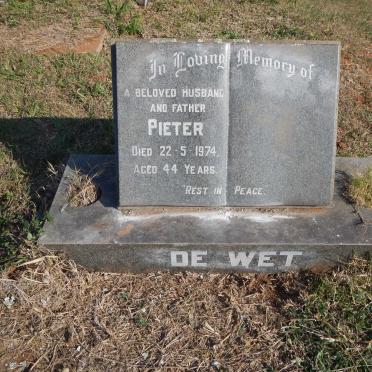 In Loving Memory of
A BELOVED HUSBAND
AND FATHER
PIETER
DIED 22-5-1974,
AGED 44 YEARS.
REST IN PEACE.
DE WET